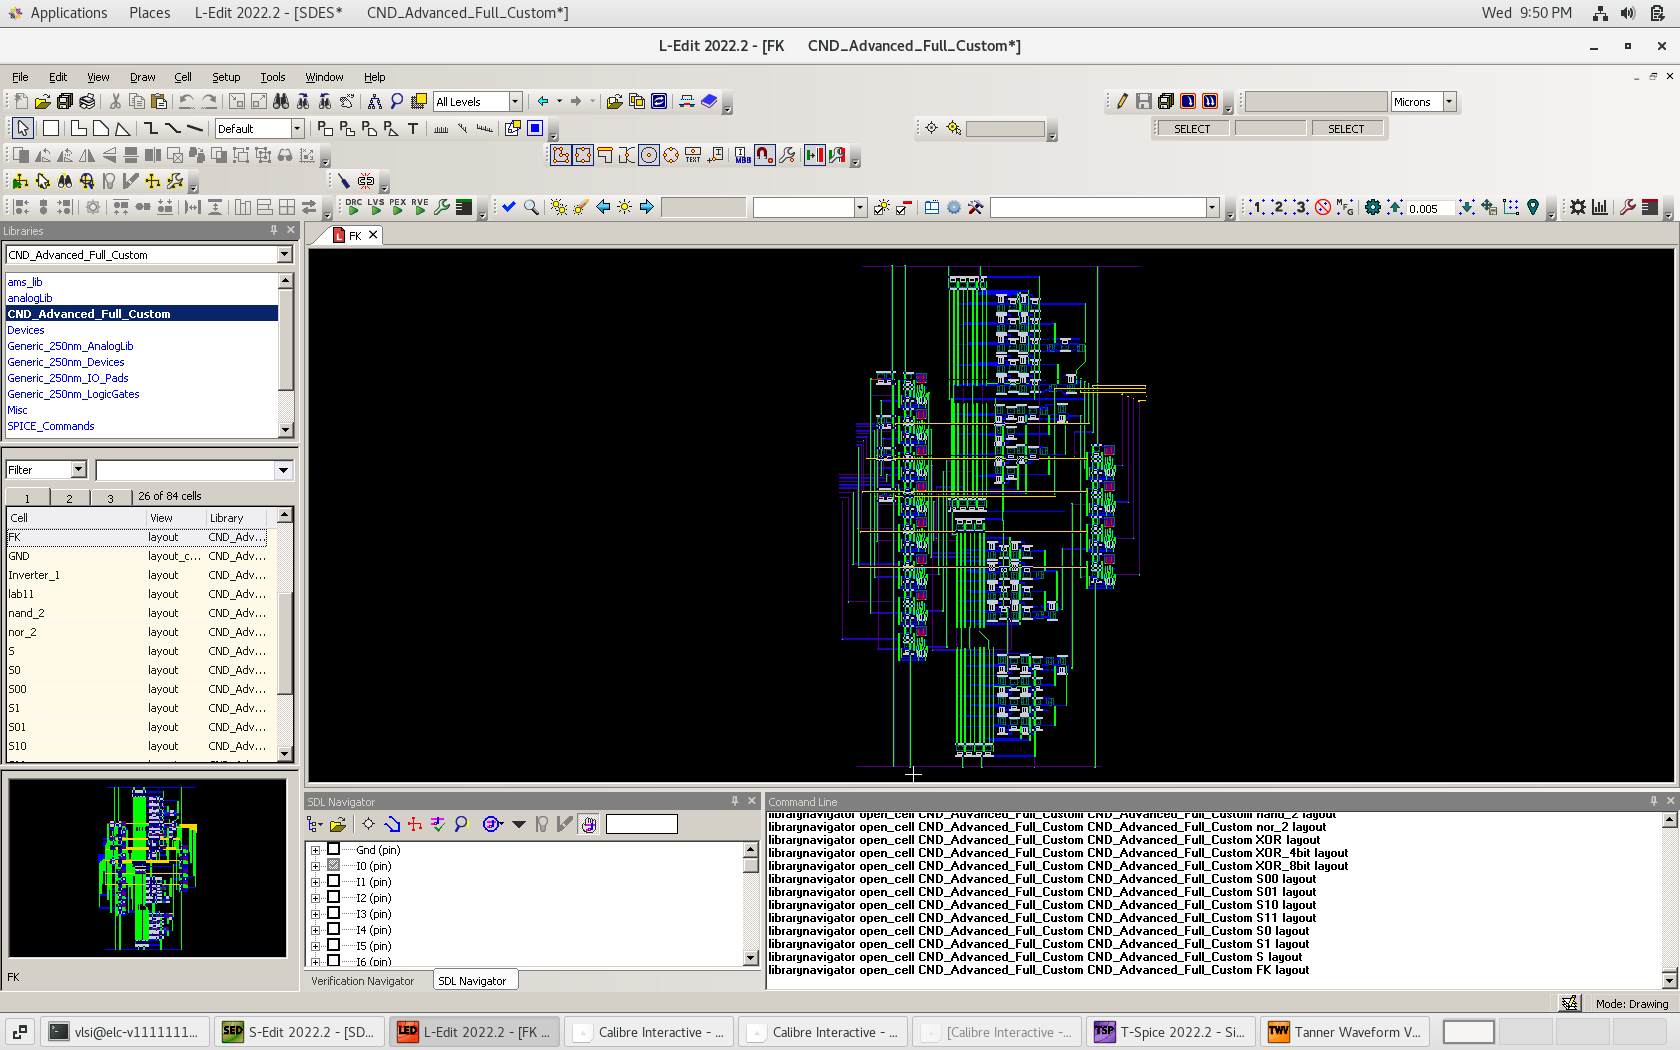 Applications Places L-Edit 2022.2 - [SDES* CND_Advanced_Full_Custom*] Wed 9:50 PM
L-Edit 2022.2 - [FK CND_Advanced_Full_Custom*]
File Edit View Draw Cell Setup Tools Window Help
All Levels Microns
Default T SELECT SELECT
TEXT MBB
DRC LVS PEX RVE 1 2 3 0.005
Libraries
FK
CND_Advanced_Full_Custom
ams_lib
analogLib
CND_Advanced_Full_Custom
Devices
Generic_250nm_AnalogLib
Generic_250nm_Devices
Generic_250nm_IO_Pads
Generic_250nm_LogicGates
Misc
SPICE_Commands
Filter
1 2 3 26 of 84 cells
Cell View Library
FK layout CND_Adv...
GND layout_c... CND_Adv...
Inverter_1 layout CND_Adv...
lab11 layout CND_Adv...
nand_2 layout CND_Adv...
nor_2 layout CND_Adv...
S layout CND_Adv...
S0 layout CND_Adv...
S00 layout CND_Adv...
S1 layout CND_Adv...
S01 layout CND_Adv...
S10 layout CND_Adv...
FK
SDL Navigator
Gnd (pin)
I0 (pin)
I1 (pin)
I2 (pin)
I3 (pin)
I4 (pin)
I5 (pin)
I6 (pin)
Verification Navigator SDL Navigator
Command Line
librarynavigator open_cell CND_Advanced_Full_Custom CND_Advanced_Full_Custom nand_2 layout
librarynavigator open_cell CND_Advanced_Full_Custom CND_Advanced_Full_Custom nor_2 layout
librarynavigator open_cell CND_Advanced_Full_Custom CND_Advanced_Full_Custom XOR layout
librarynavigator open_cell CND_Advanced_Full_Custom CND_Advanced_Full_Custom XOR_4bit layout
librarynavigator open_cell CND_Advanced_Full_Custom CND_Advanced_Full_Custom XOR_8bit layout
librarynavigator open_cell CND_Advanced_Full_Custom CND_Advanced_Full_Custom S00 layout
librarynavigator open_cell CND_Advanced_Full_Custom CND_Advanced_Full_Custom S01 layout
librarynavigator open_cell CND_Advanced_Full_Custom CND_Advanced_Full_Custom S10 layout
librarynavigator open_cell CND_Advanced_Full_Custom CND_Advanced_Full_Custom S11 layout
librarynavigator open_cell CND_Advanced_Full_Custom CND_Advanced_Full_Custom S0 layout
librarynavigator open_cell CND_Advanced_Full_Custom CND_Advanced_Full_Custom S1 layout
librarynavigator open_cell CND_Advanced_Full_Custom CND_Advanced_Full_Custom S layout
librarynavigator open_cell CND_Advanced_Full_Custom CND_Advanced_Full_Custom FK layout
Mode: Drawing
vlsi@elc-v1111111... SED S-Edit 2022.2 - [SD... LED L-Edit 2022.2 - [FK ... Calibre Interactive - ... Calibre Interactive - ... [Calibre Interactive - ... TSP T-Spice 2022.2 - Si... TWV Tanner Waveform V...